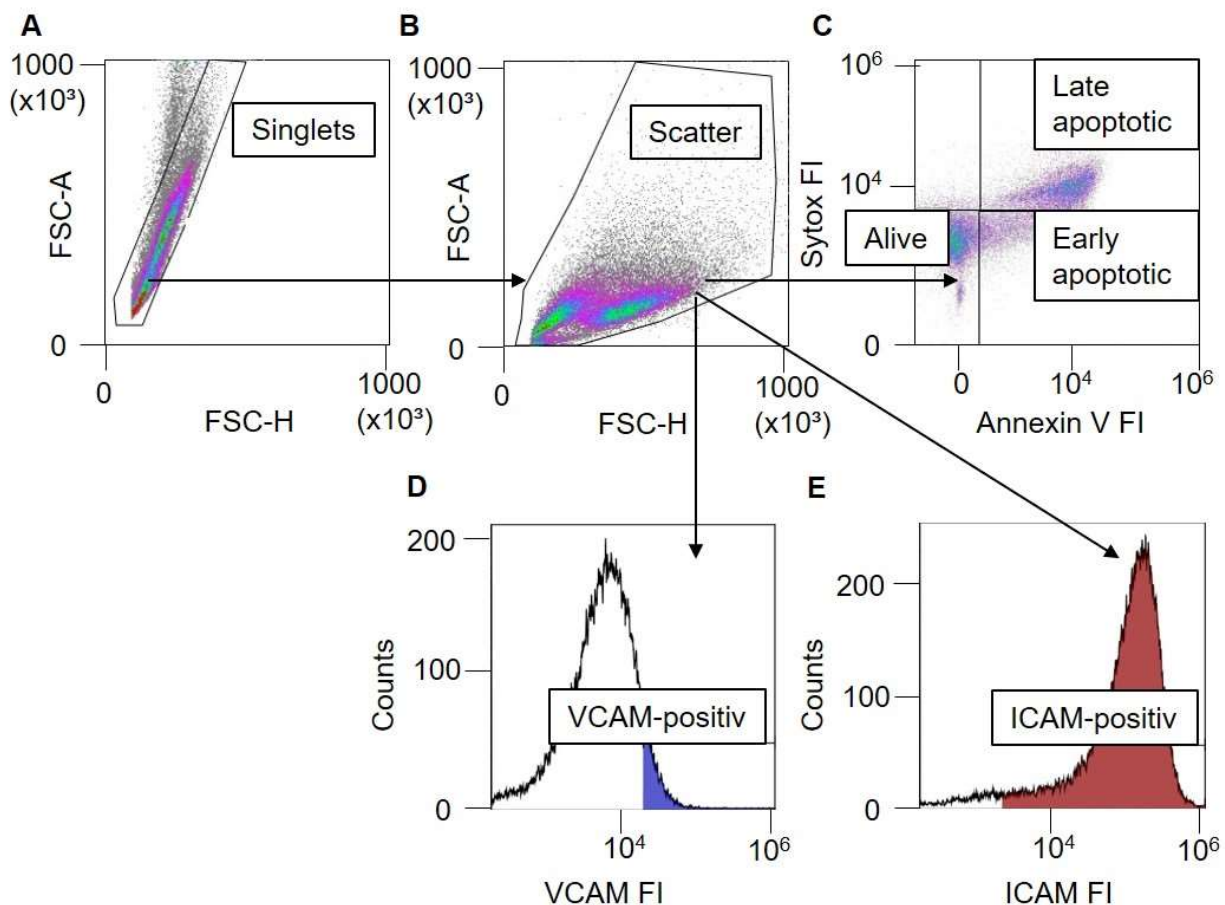 A
1000
(x10³)
FSC-A
0
Singlets
0
1000
(x10³)
FSC-H
B
1000
(x10³)
FSC-A
0
Scatter
0
1000
(x10³)
FSC-H
C
10⁶
10⁴
0
Sytox FI
Late
apoptotic
Alive
Early
apoptotic
0
10⁴
10⁶
Annexin V FI
D
200
100
0
Counts
VCAM-positiv
10⁴
10⁶
VCAM FI
E
200
100
0
Counts
ICAM-positiv
10⁴
10⁶
ICAM FI